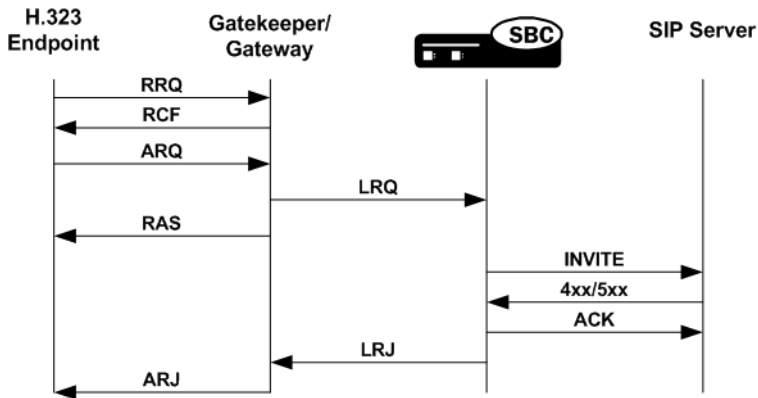 H.323
Endpoint
Gatekeeper/
Gateway
SBC
SIP Server
RRQ
RCF
ARQ
LRQ
RAS
INVITE
4xx/5xx
ACK
LRJ
ARJ